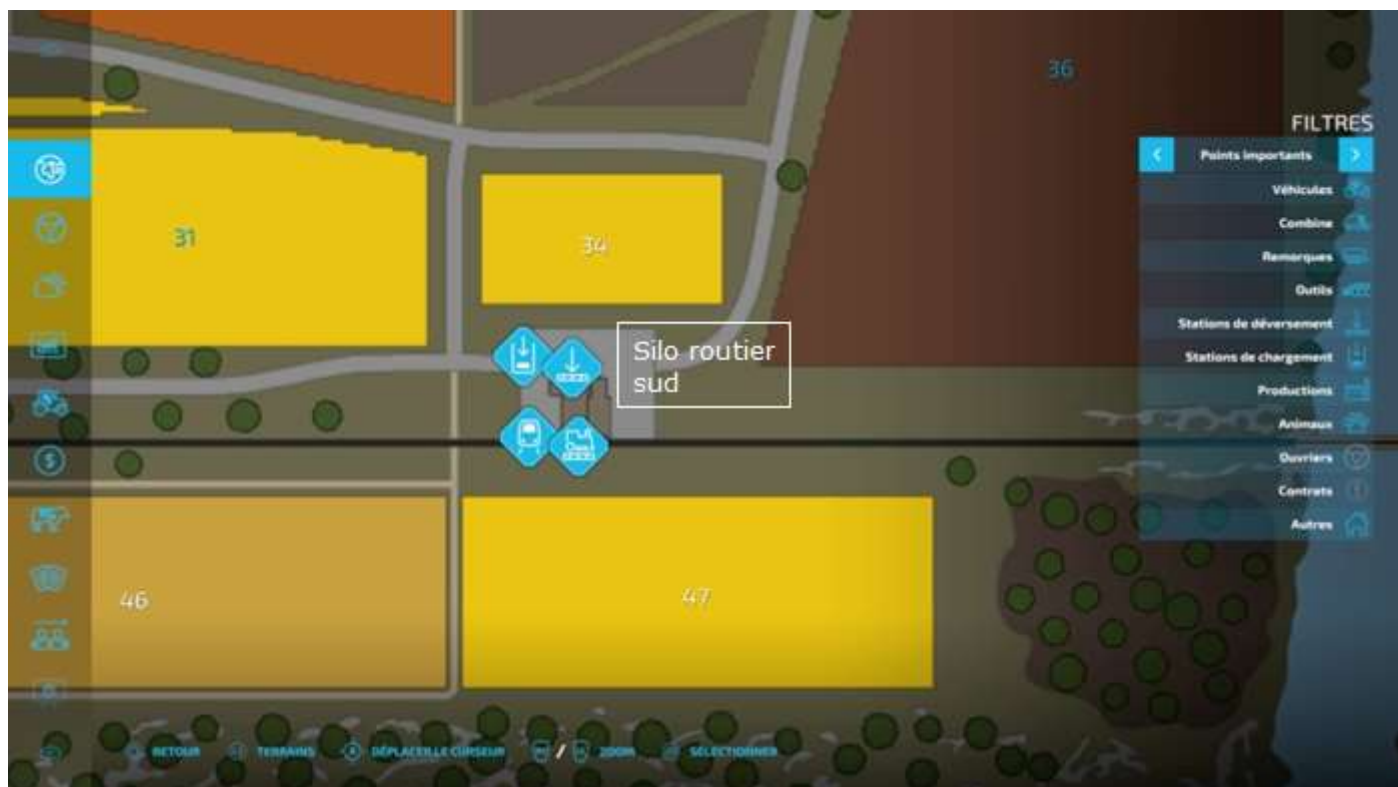 36
FILTRES
Points importants
Véhicules
31
Combine
34
Remorques
Outils
Stations de déversement
Silo routier
sud
Stations de chargement
Productions
Animaux
Ouvriers
Contrats
Autres
46
47
RETOUR
TERRAINS
DÉPLACER LE CURSEUR
/
ZOOM
SÉLECTIONNER